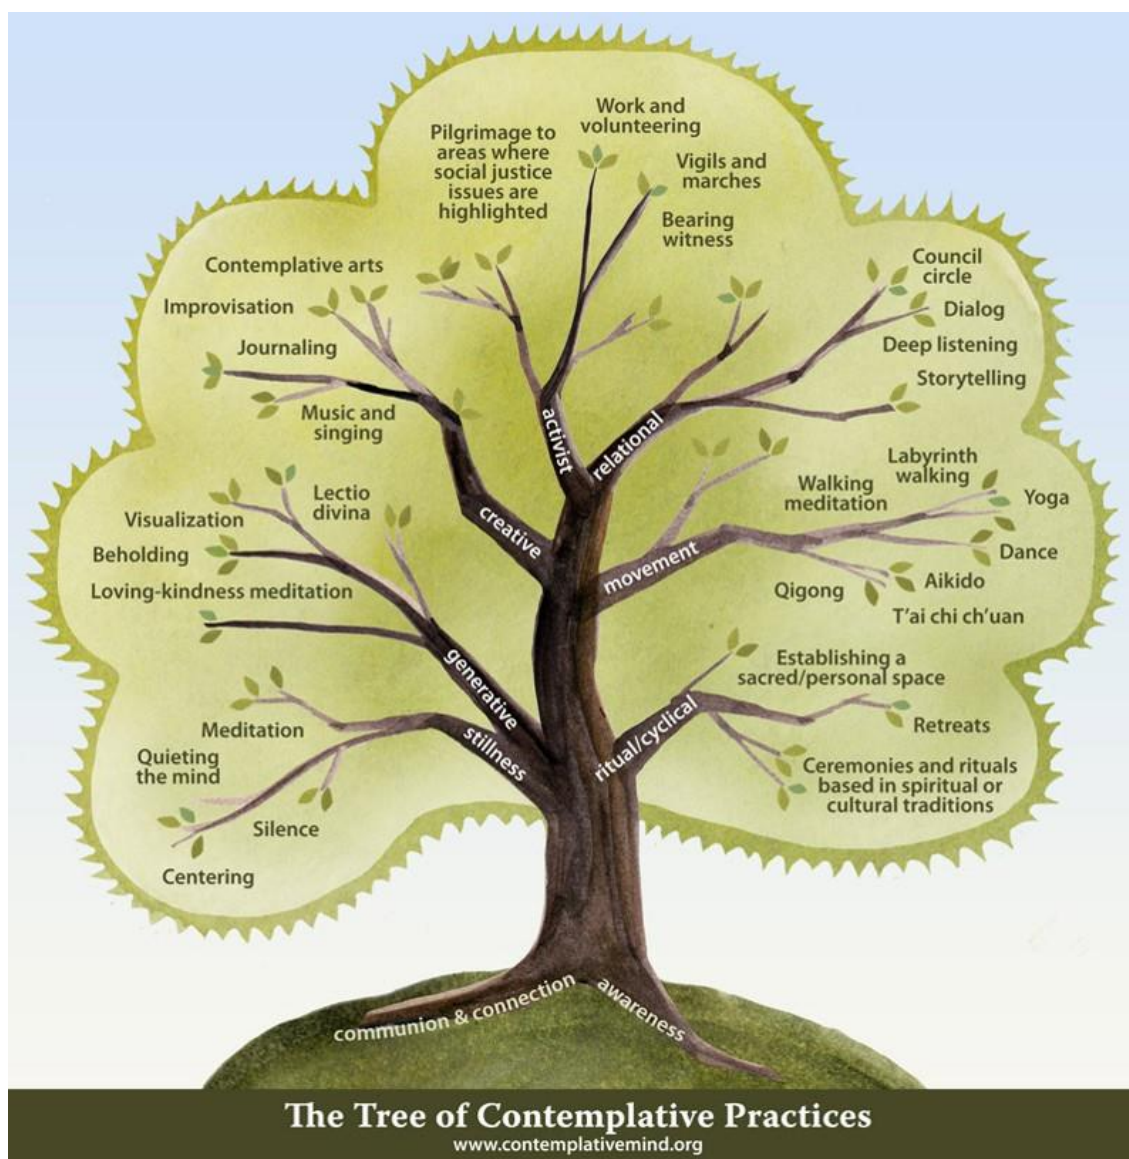 Work and
volunteering
Pilgrimage to
areas where
social justice
issues are
highlighted
Vigils and
marches
Bearing
witness
Council
circle
Dialog
Deep listening
Storytelling
Contemplative arts
Improvisation
Journaling
Music and
singing
activist
relational
creative
movement
Labyrinth
walking
Walking
meditation
Yoga
Dance
Aikido
Qigong
T'ai chi ch'uan
Lectio
divina
Visualization
Beholding
Loving-kindness meditation
generative
stillness
ritual/cyclical
Establishing a
sacred/personal space
Retreats
Ceremonies and rituals
based in spiritual or
cultural traditions
Meditation
Quieting
the mind
Silence
Centering
communion & connection
awareness
The Tree of Contemplative Practices
www.contemplativemind.org